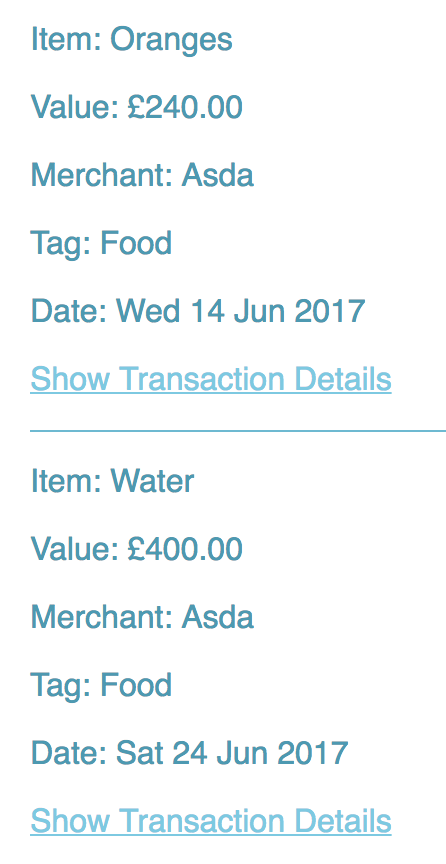 Item: Oranges
Value: £240.00
Merchant: Asda
Tag: Food
Date: Wed 14 Jun 2017
Show Transaction Details
Item: Water
Value: £400.00
Merchant: Asda
Tag: Food
Date: Sat 24 Jun 2017
Show Transaction Details